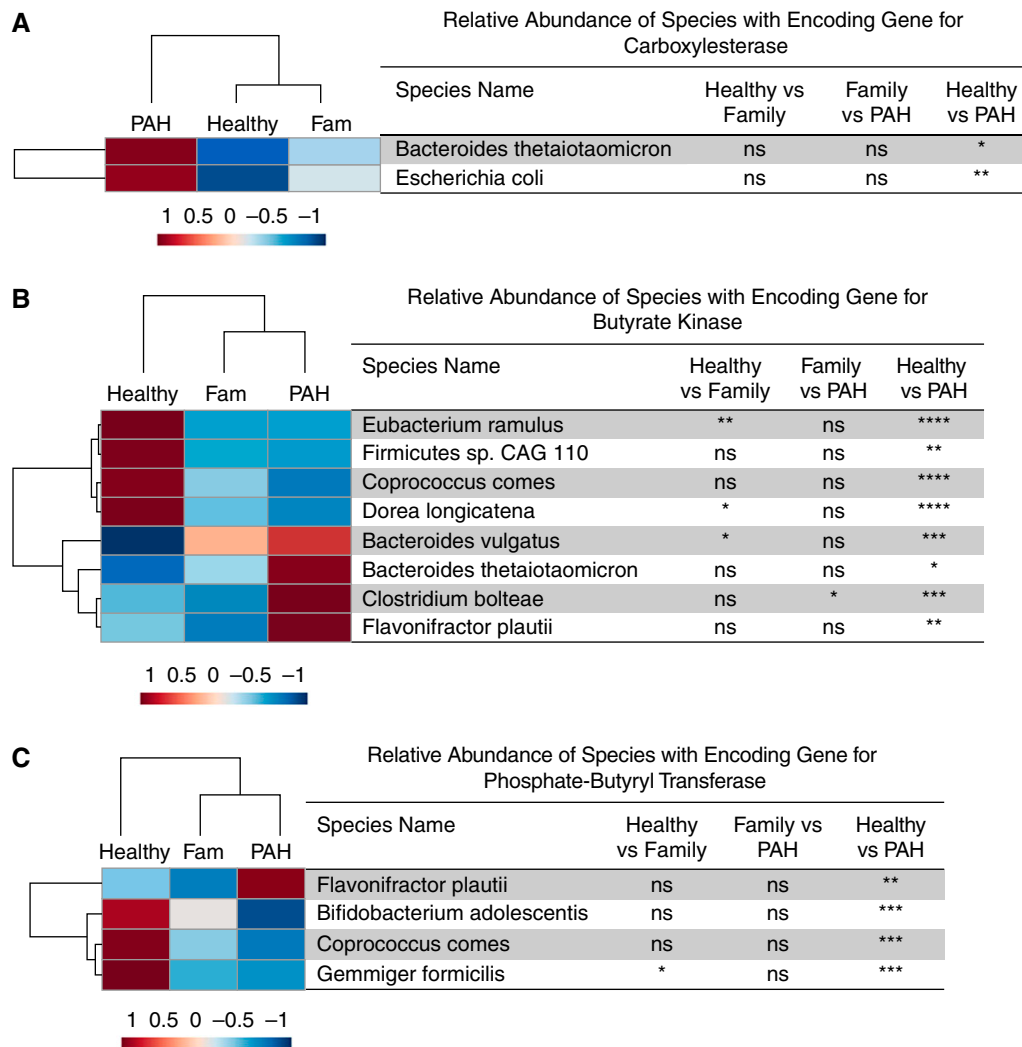 A
Relative Abundance of Species with Encoding Gene for
Carboxylesterase
PAH Healthy Fam
Species Name Healthy vs Family Family vs PAH Healthy vs PAH
Bacteroides thetaiotaomicron ns ns *
Escherichia coli ns ns **
1 0.5 0 –0.5 –1
B
Relative Abundance of Species with Encoding Gene for
Butyrate Kinase
Healthy Fam PAH
Species Name Healthy vs Family Family vs PAH Healthy vs PAH
Eubacterium ramulus ** ns ****
Firmicutes sp. CAG 110 ns ns **
Coprococcus comes ns ns ****
Dorea longicatena * ns ****
Bacteroides vulgatus * ns ***
Bacteroides thetaiotaomicron ns ns *
Clostridium bolteae ns * ***
Flavonifractor plautii ns ns **
1 0.5 0 –0.5 –1
C
Relative Abundance of Species with Encoding Gene for
Phosphate-Butyryl Transferase
Healthy Fam PAH
Species Name Healthy vs Family Family vs PAH Healthy vs PAH
Flavonifractor plautii ns ns **
Bifidobacterium adolescentis ns ns ***
Coprococcus comes ns ns ***
Gemmiger formicilis * ns ***
1 0.5 0 –0.5 –1